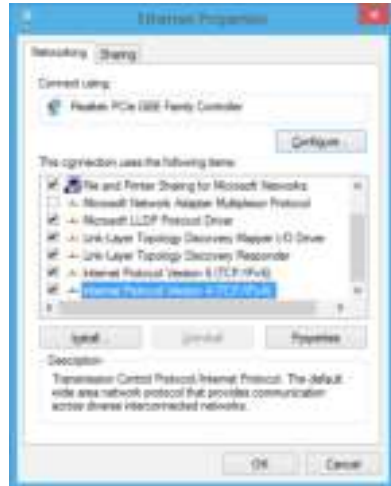 Ethernet Properties
Networking Sharing
Connect using:
Realtek PCIe GBE Family Controller
Configure...
This connection uses the following items:
File and Printer Sharing for Microsoft Networks
Microsoft Network Adapter Multiplexor Protocol
Microsoft LLDP Protocol Driver
Link-Layer Topology Discovery Mapper I/O Driver
Link-Layer Topology Discovery Responder
Internet Protocol Version 6 (TCP/IPv6)
Internet Protocol Version 4 (TCP/IPv4)
Install... Uninstall Properties
Description
Transmission Control Protocol/Internet Protocol. The default
wide area network protocol that provides communication
across diverse interconnected networks.
OK Cancel